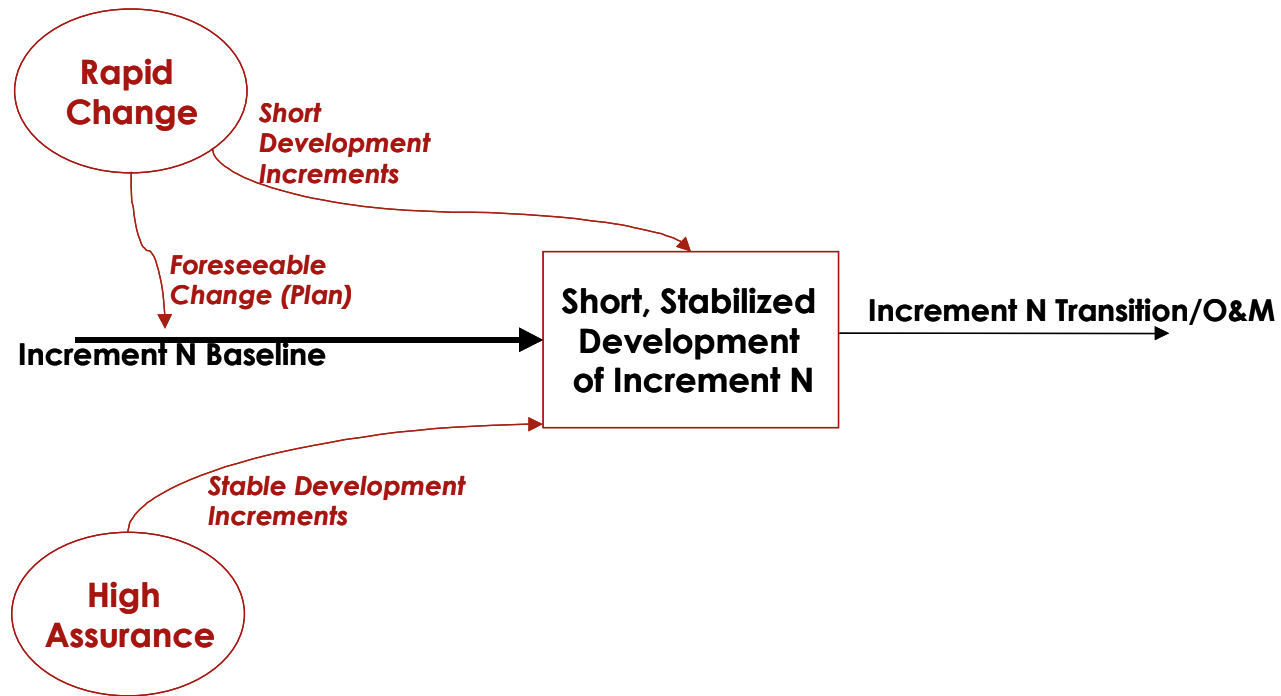 Rapid
Change
Short
Development
Increments
Foreseeable
Change (Plan)
Increment N Baseline
Short, Stabilized
Development
of Increment N
Increment N Transition/O&M
Stable Development
Increments
High
Assurance